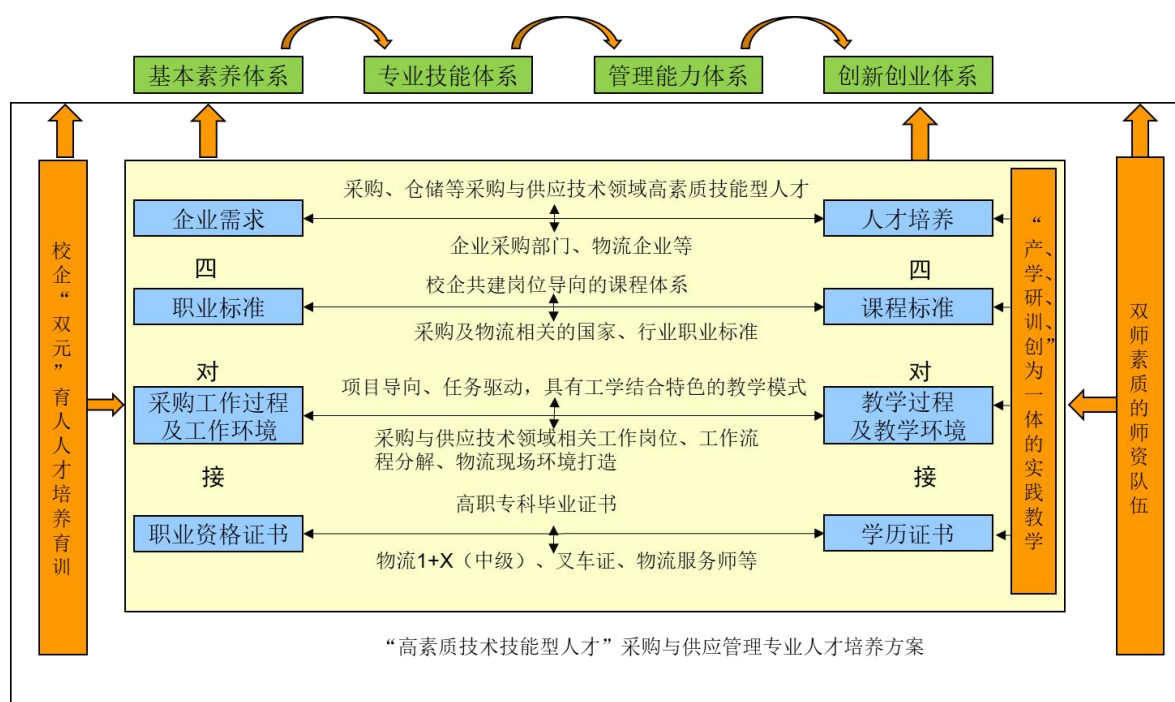 基本素养体系
专业技能体系
管理能力体系
创新创业体系
校企“双元”育人人才培养育训
采购、仓储等采购与供应技术领域高素质技能型人才
企业需求
人才培养
企业采购部门、物流企业等
四
四
校企共建岗位导向的课程体系
职业标准
课程标准
采购及物流相关的国家、行业职业标准
对
对
项目导向、任务驱动，具有工学结合特色的教学模式
采购工作过程
及工作环境
教学过程
及教学环境
采购与供应技术领域相关工作岗位、工作流
程分解、物流现场环境打造
接
接
高职专科毕业证书
职业资格证书
学历证书
物流1+X（中级）、叉车证、物流服务师等
“产、学、研、训、创”为一体的实践教学
双师素质的师资队伍
“高素质技术技能型人才”采购与供应管理专业人才培养方案